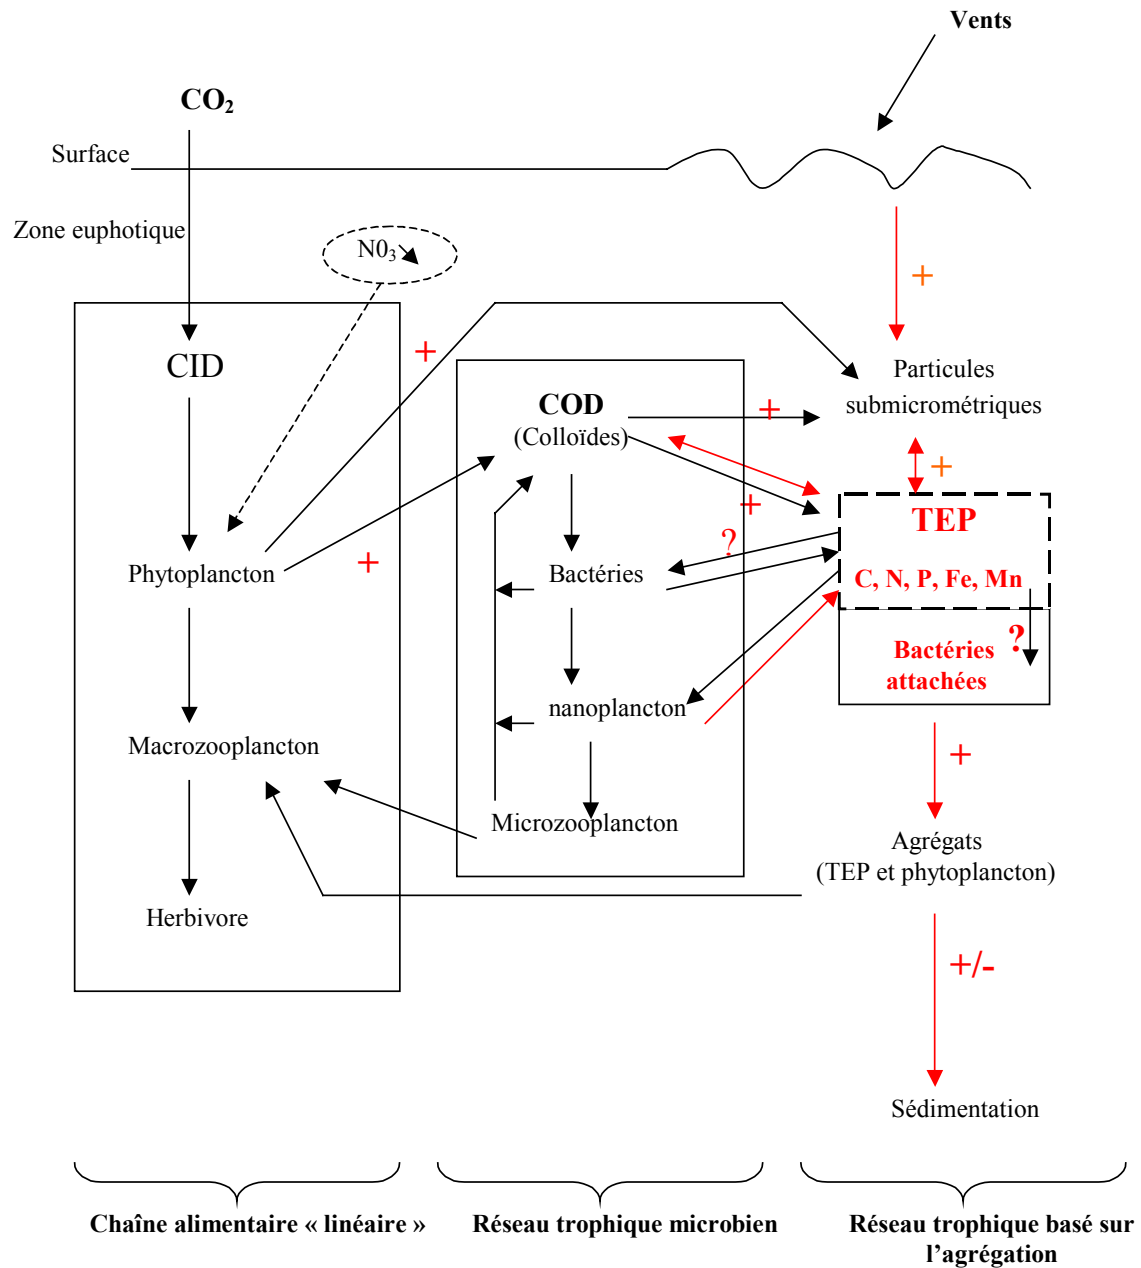 Vents
CO₂
Surface
Zone euphotique
N0₃
+
+
CID
Particules
submicrométriques
COD
(Colloïdes)
+
+
+
TEP
C, N, P, Fe, Mn
?
?
Bactéries
attachées
Phytoplancton
+
Bactéries
nanoplancton
Macrozooplancton
Microzooplancton
+
Agrégats
(TEP et phytoplancton)
Herbivore
+/-
Sédimentation
Chaîne alimentaire « linéaire »
Réseau trophique microbien
Réseau trophique basé sur
l’agrégation